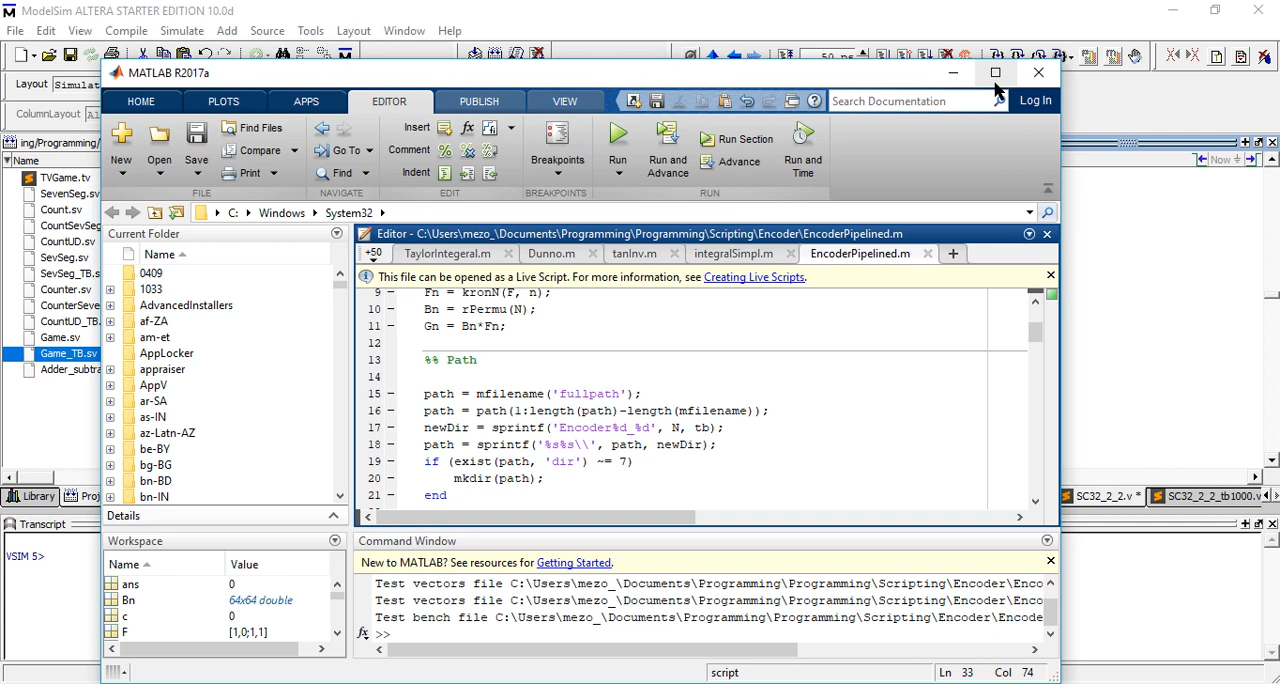 ModelSim ALTERA STARTER EDITION 10.0d
File Edit View Compile Simulate Add Source Tools Layout Window Help
50 ps
Layout Simulat
ColumnLayout Al
ing/Programming/
Name
TVGame.tv
SevenSeg.sv
Count.sv
CountSevSeg
CountUD.sv
SevSeg.sv
SevSeg_TB.s
Counter.sv
CounterSeve
CountUD_TB.
Game.sv
Game_TB.sv
Adder_subtra
Library Proj
Transcript
VSIM 5>
Now
SC32_2_2.v * SC32_2_2_tb1000.v
MATLAB R2017a
HOME PLOTS APPS EDITOR PUBLISH VIEW
Search Documentation
Log In
New Open Save
Find Files
Compare
Print
FILE
Go To
Find
NAVIGATE
Insert fx
Comment %
Indent
EDIT
Breakpoints
BREAKPOINTS
Run
Run and Advance
Run Section
Advance
Run and Time
RUN
C: Windows System32
Current Folder
Name
0409
1033
AdvancedInstallers
af-ZA
am-et
AppLocker
appraiser
AppV
ar-SA
as-IN
az-Latn-AZ
be-BY
bg-BG
bn-BD
bn-IN
Details
Workspace
Name Value
ans 0
Bn 64x64 double
c 0
F [1,0;1,1]
Editor - C:\Users\mezo_\Documents\Programming\Programming\Scripting\Encoder\EncoderPipelined.m
+50 TaylorIntegeral.m Dunno.m tanInv.m integralSimpl.m EncoderPipelined.m
This file can be opened as a Live Script. For more information, see Creating Live Scripts.
9 – Fn = kronN(F, n);
10 – Bn = rPermu(N);
11 – Gn = Bn*Fn;
12
13 %% Path
14
15 – path = mfilename('fullpath');
16 – path = path(1:length(path)-length(mfilename));
17 – newDir = sprintf('Encoder%d_%d', N, tb);
18 – path = sprintf('%s%s\\', path, newDir);
19 – if (exist(path, 'dir') ~= 7)
20 – mkdir(path);
21 – end
Command Window
New to MATLAB? See resources for Getting Started.
Test vectors file C:\Users\mezo_\Documents\Programming\Programming\Scripting\Encoder\Enco
Test vectors file C:\Users\mezo_\Documents\Programming\Programming\Scripting\Encoder\Enco
Test bench file C:\Users\mezo_\Documents\Programming\Programming\Scripting\Encoder\Encode
fx >>
script
Ln 33 Col 74